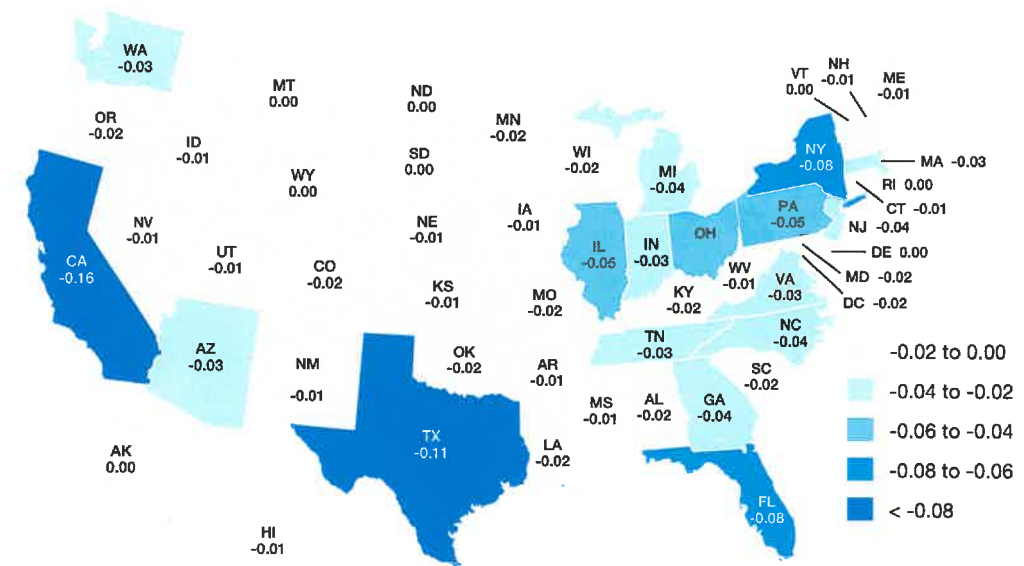 WA
-0.03
MT
0.00
ND
0.00
MN
-0.02
VT
0.00
NH
-0.01
ME
-0.01
OR
-0.02
ID
-0.01
WY
0.00
SD
0.00
WI
-0.02
MI
-0.04
NY
-0.08
MA -0.03
RI 0.00
CT -0.01
NJ -0.04
DE 0.00
MD -0.02
DC -0.02
NV
-0.01
UT
-0.01
CO
-0.02
NE
-0.01
IA
-0.01
IL
-0.05
IN
-0.03
OH
PA
-0.05
WV
-0.01
VA
-0.03
CA
-0.16
KS
-0.01
MO
-0.02
KY
-0.02
AZ
-0.03
NM
-0.01
OK
-0.02
AR
-0.01
TN
-0.03
NC
-0.04
SC
-0.02
MS
-0.01
AL
-0.02
GA
-0.04
TX
-0.11
LA
-0.02
FL
-0.08
AK
0.00
HI
-0.01
-0.02 to 0.00
-0.04 to -0.02
-0.06 to -0.04
-0.08 to -0.06
< -0.08